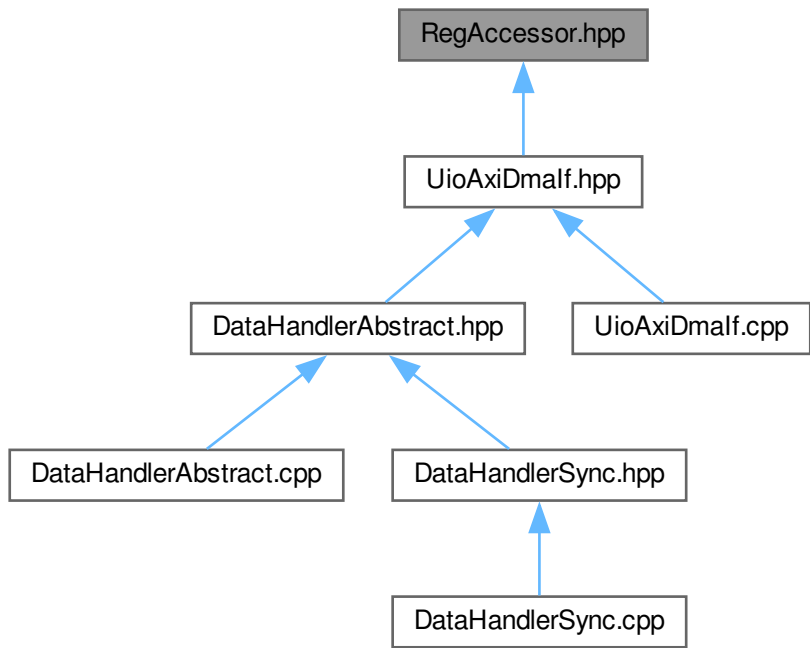 RegAccessor.hpp
UioAxiDmaIf.hpp
DataHandlerAbstract.hpp
UioAxiDmaIf.cpp
DataHandlerAbstract.cpp
DataHandlerSync.hpp
DataHandlerSync.cpp